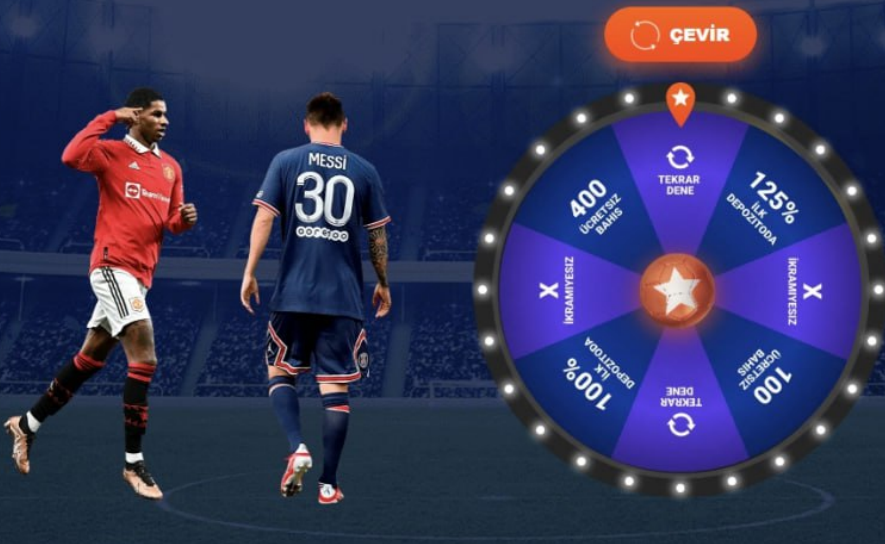 ÇEVİR
TEKRAR
DENE
125%
İLK
DEPOZİTODA
X
İKRAMİYESİZ
100
ÜCRETSİZ
BAHİS
TEKRAR
DENE
100%
İLK
DEPOZİTODA
X
İKRAMİYESİZ
400
ÜCRETSİZ
BAHİS
MESSİ
30
ooredoo